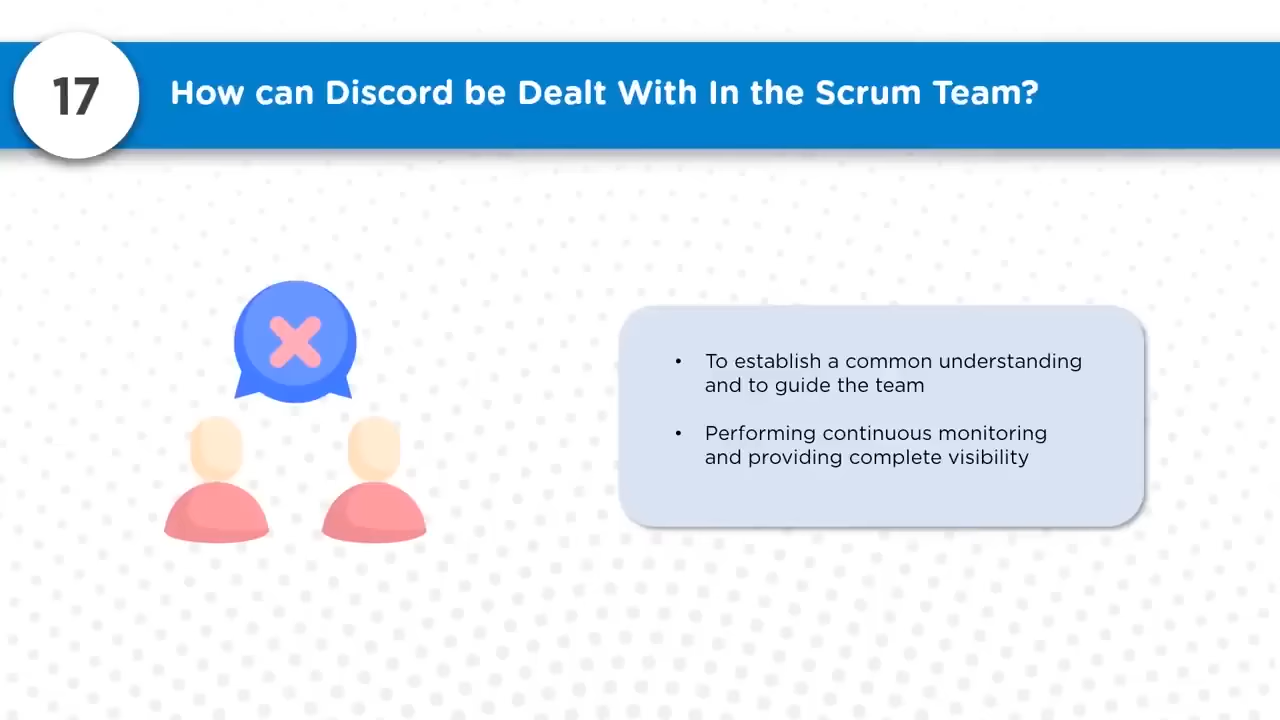 17
How can Discord be Dealt With In the Scrum Team?
• To establish a common understanding
and to guide the team
• Performing continuous monitoring
and providing complete visibility